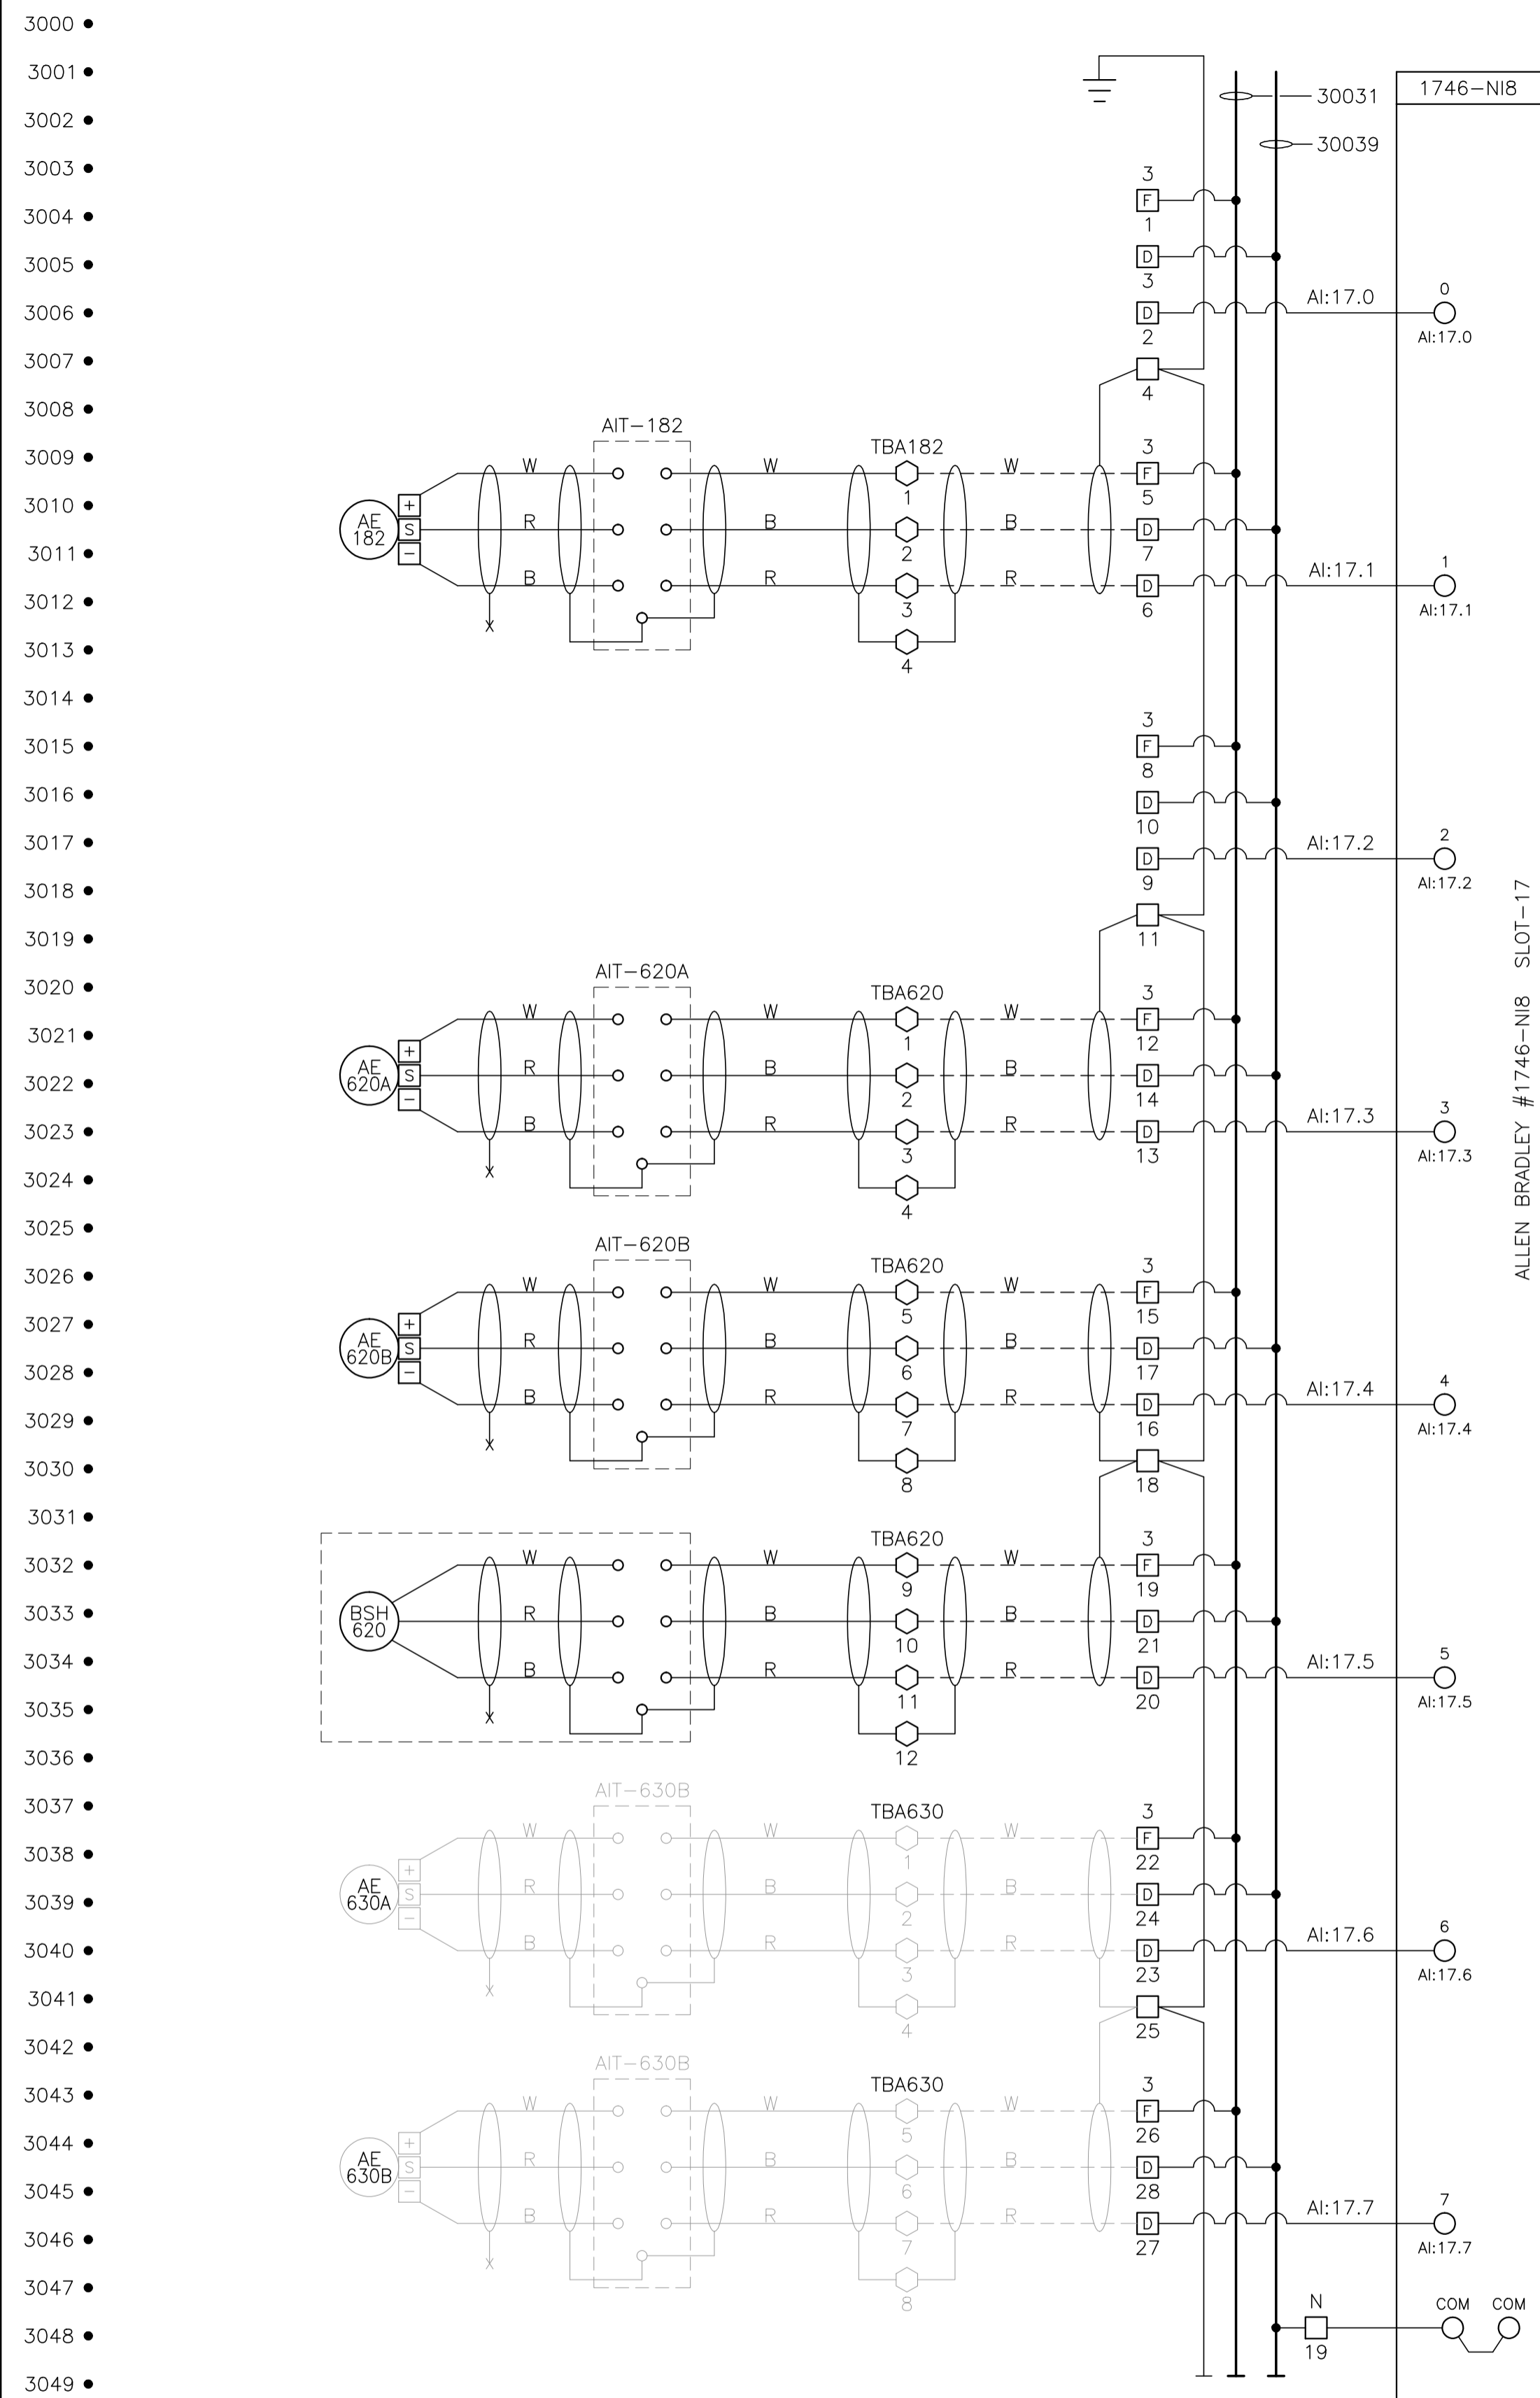 3000
3001
30031
1746-NI8
3002
30039
3003
3
3004
F
1
3005
D
3
AI:17.0
0
3006
D
2
AI:17.0
3007
4
3008
AIT-182
TBA182
3009
W
W
W
3
F
1
5
3010
+
AE
182
S
R
B
B
D
3011
−
2
7
AI:17.1
1
B
R
R
D
3012
3
6
AI:17.1
X
3013
4
3014
3
3015
F
8
3016
D
10
3017
AI:17.2
2
D
9
AI:17.2
3018
11
3019
AIT-620A
3020
TBA620
3
W
W
W
F
3021
1
12
+
AE
620A
S
R
B
B
D
3022
−
2
14
AI:17.3
3
3023
B
R
R
D
3
13
AI:17.3
3024
X
4
3025
AIT-620B
TBA620
3
3026
W
W
W
F
5
15
3027
+
AE
620B
S
R
B
B
D
3028
−
6
17
AI:17.4
4
B
R
R
D
3029
7
16
AI:17.4
X
3030
8
18
3031
TBA620
3
3032
W
W
W
F
9
19
3033
BSH
620
R
B
B
D
10
21
3034
AI:17.5
5
B
R
R
D
3035
11
20
AI:17.5
X
3036
12
AIT-630B
3037
TBA630
3
W
W
W
F
3038
1
22
+
3039
AE
630A
S
R
B
B
D
−
2
24
AI:17.6
6
3040
B
R
R
D
3
23
AI:17.6
3041
X
4
25
3042
AIT-630B
3043
TBA630
3
W
W
W
F
5
26
3044
+
AE
630B
S
R
B
B
D
3045
−
6
28
AI:17.7
7
B
R
R
D
3046
7
27
AI:17.7
X
3047
8
N
COM
COM
3048
19
3049
ALLEN BRADLEY #1746-NI8 SLOT-17